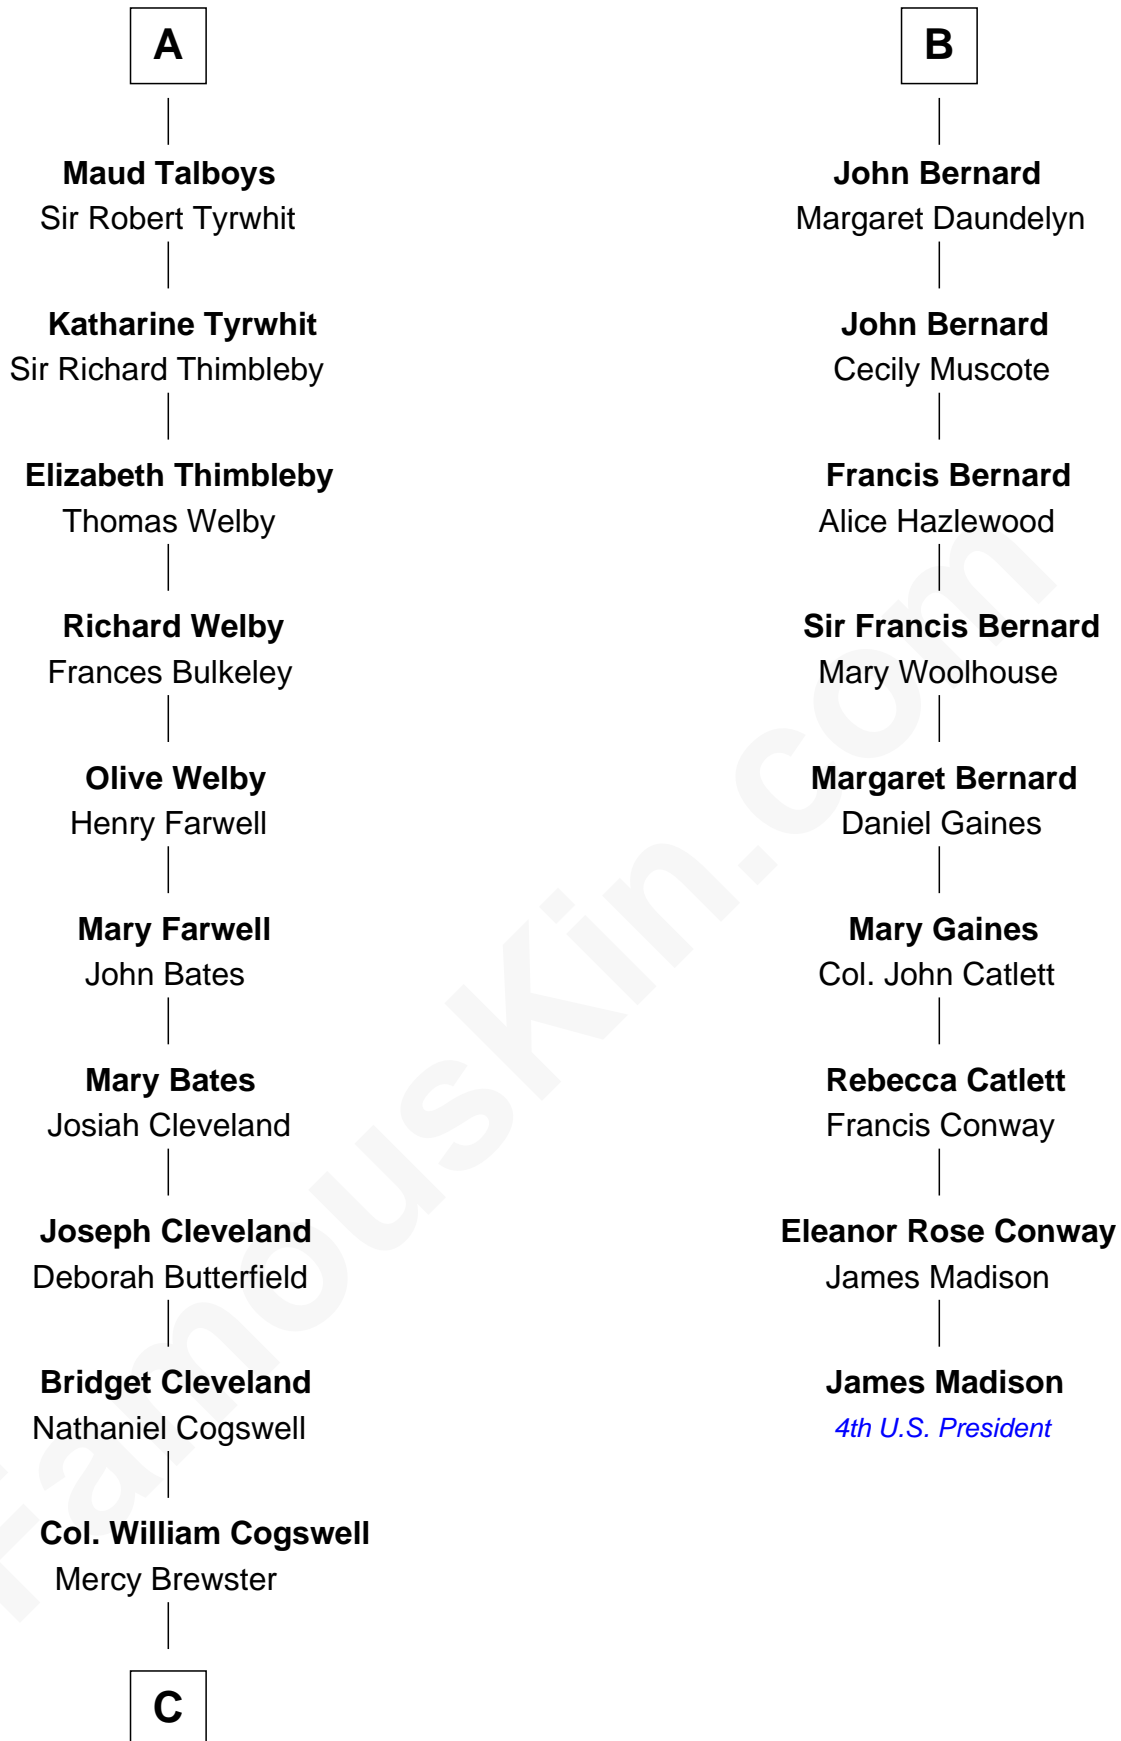 A
Maud Talboys
Sir Robert Tyrwhit
Katharine Tyrwhit
Sir Richard Thimbleby
Elizabeth Thimbleby
Thomas Welby
Richard Welby
Frances Bulkeley
Olive Welby
Henry Farwell
Mary Farwell
John Bates
Mary Bates
Josiah Cleveland
Joseph Cleveland
Deborah Butterfield
Bridget Cleveland
Nathaniel Cogswell
Col. William Cogswell
Mercy Brewster
C
B
John Bernard
Margaret Daundelyn
John Bernard
Cecily Muscote
Francis Bernard
Alice Hazlewood
Sir Francis Bernard
Mary Woolhouse
Margaret Bernard
Daniel Gaines
Mary Gaines
Col. John Catlett
Rebecca Catlett
Francis Conway
Eleanor Rose Conway
James Madison
James Madison
4th U.S. President
FamousKin.com